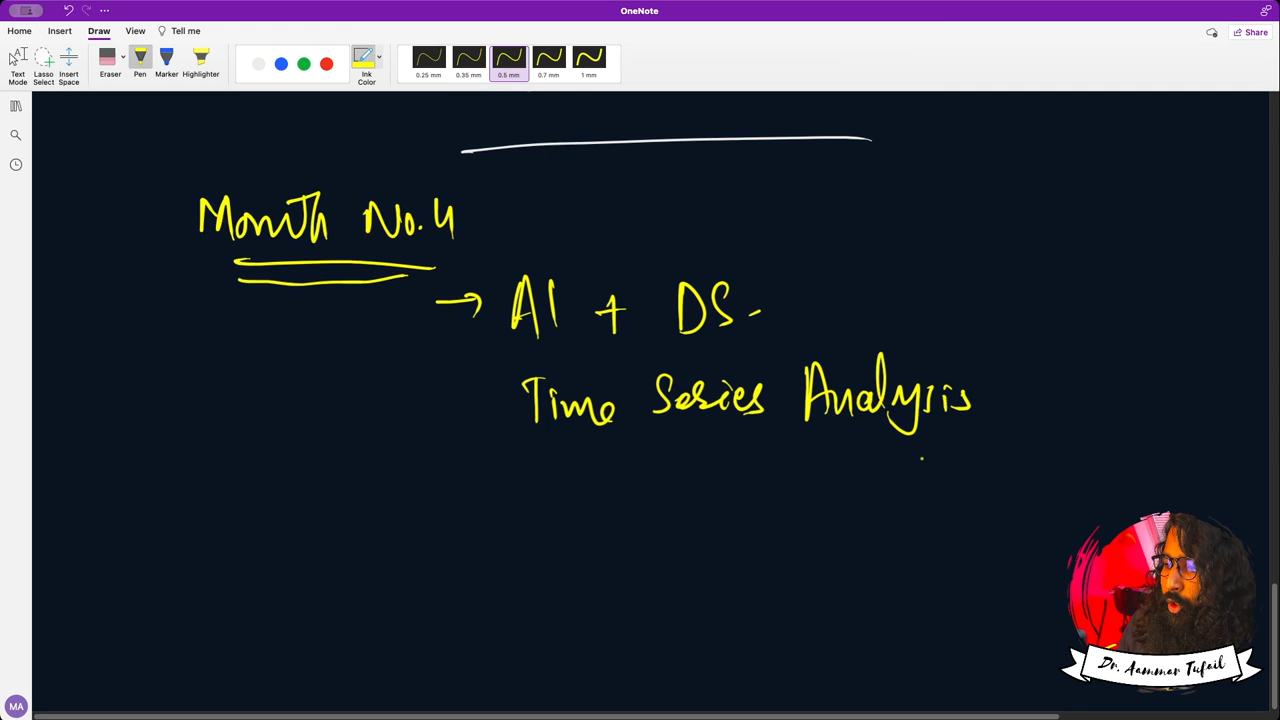 OneNote
Home Insert Draw View Tell me
Share
Text Mode
Lasso Select
Insert Space
Eraser
Pen
Marker
Highlighter
Ink Color
0.25 mm
0.35 mm
0.5 mm
0.7 mm
1 mm
Month No.4
→ AI + DS-
Time Series Analysis
Dr. Aammar Tufail
MA